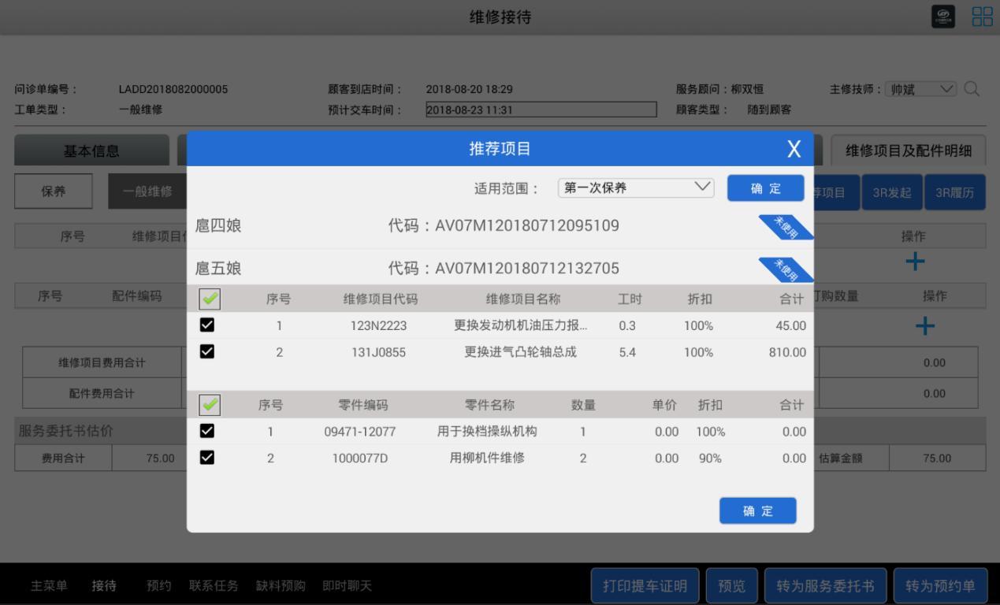 维修接待
问诊单编号： LADD2018082000005 顾客到店时间： 2018-08-20 18:29 服务顾问：柳双恒 主修技师： 帅斌
工单类型： 一般维修 预计交车时间： 2018-08-23 11:31 顾客类型： 随到顾客
基本信息 推荐项目 X 维修项目及配件明细
保养 一般维修 适用范围： 第一次保养 确 定 项目 3R发起 3R履历
扈四娘 代码：AV07M120180712095109 未使用
序号 维修项目 操作
扈五娘 代码：AV07M120180712132705 未使用
序号 配件编码 订购数量 操作
序号 维修项目代码 维修项目名称 工时 折扣 合计
1 123N2223 更换发动机机油压力报... 0.3 100% 45.00
2 131J0855 更换进气凸轮轴总成 5.4 100% 810.00
维修项目费用合计 0.00
配件费用合计 0.00
序号 零件编码 零件名称 数量 单价 折扣 合计
1 09471-12077 用于换档操纵机构 1 0.00 100% 0.00
2 1000077D 用柳机件维修 2 0.00 90% 0.00
服务委托书估价
费用合计 75.00 估算金额 75.00
确 定
主菜单 接待 预约 联系任务 缺料预购 即时聊天 打印提车证明 预览 转为服务委托书 转为预约单